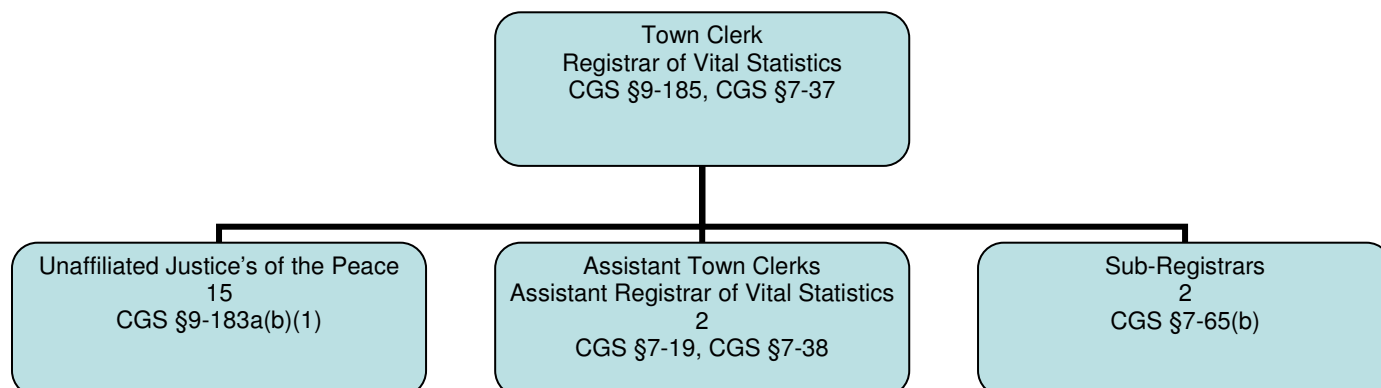 Town Clerk
Registrar of Vital Statistics
CGS §9-185, CGS §7-37
Unaffiliated Justice's of the Peace
15
CGS §9-183a(b)(1)
Assistant Town Clerks
Assistant Registrar of Vital Statistics
2
CGS §7-19, CGS §7-38
Sub-Registrars
2
CGS §7-65(b)